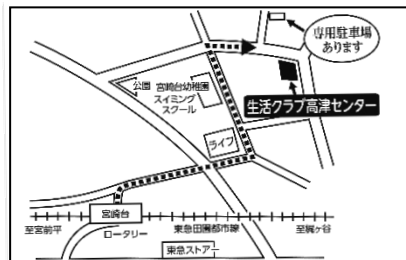 専用駐車場
あります
公園
宮崎台幼稚園
スイミング
スクール
生活クラブ高津センター
ライフ
宮崎台
至宮前平
ロータリー
東急田園都市線
至梶ヶ谷
東急ストアー